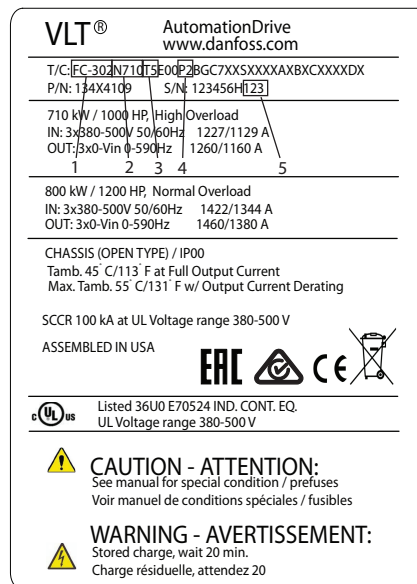 VLT® AutomationDrive
www.danfoss.com
T/C: FC-302N710T5E00P2BGC7XXSXXXXAXBXCXXXXDX
P/N: 134X4109 S/N: 123456H123
710 kW / 1000 HP, High Overload
IN: 3x380-500V 50/60Hz 1227/1129 A
OUT: 3x0-Vin 0-590Hz 1260/1160 A
1 2 3 4 5
800 kW / 1200 HP, Normal Overload
IN: 3x380-500V 50/60Hz 1422/1344 A
OUT: 3x0-Vin 0-590Hz 1460/1380 A
CHASSIS (OPEN TYPE) / IP00
Tamb. 45˚C/113˚F at Full Output Current
Max. Tamb. 55˚C/131˚F w/ Output Current Derating
SCCR 100 kA at UL Voltage range 380-500 V
ASSEMBLED IN USA
EAC CE
c UL us Listed 36U0 E70524 IND. CONT. EQ.
UL Voltage range 380-500 V
CAUTION - ATTENTION:
See manual for special condition / prefuses
Voir manuel de conditions spéciales / fusibles
WARNING - AVERTISSEMENT:
Stored charge, wait 20 min.
Charge résiduelle, attendez 20